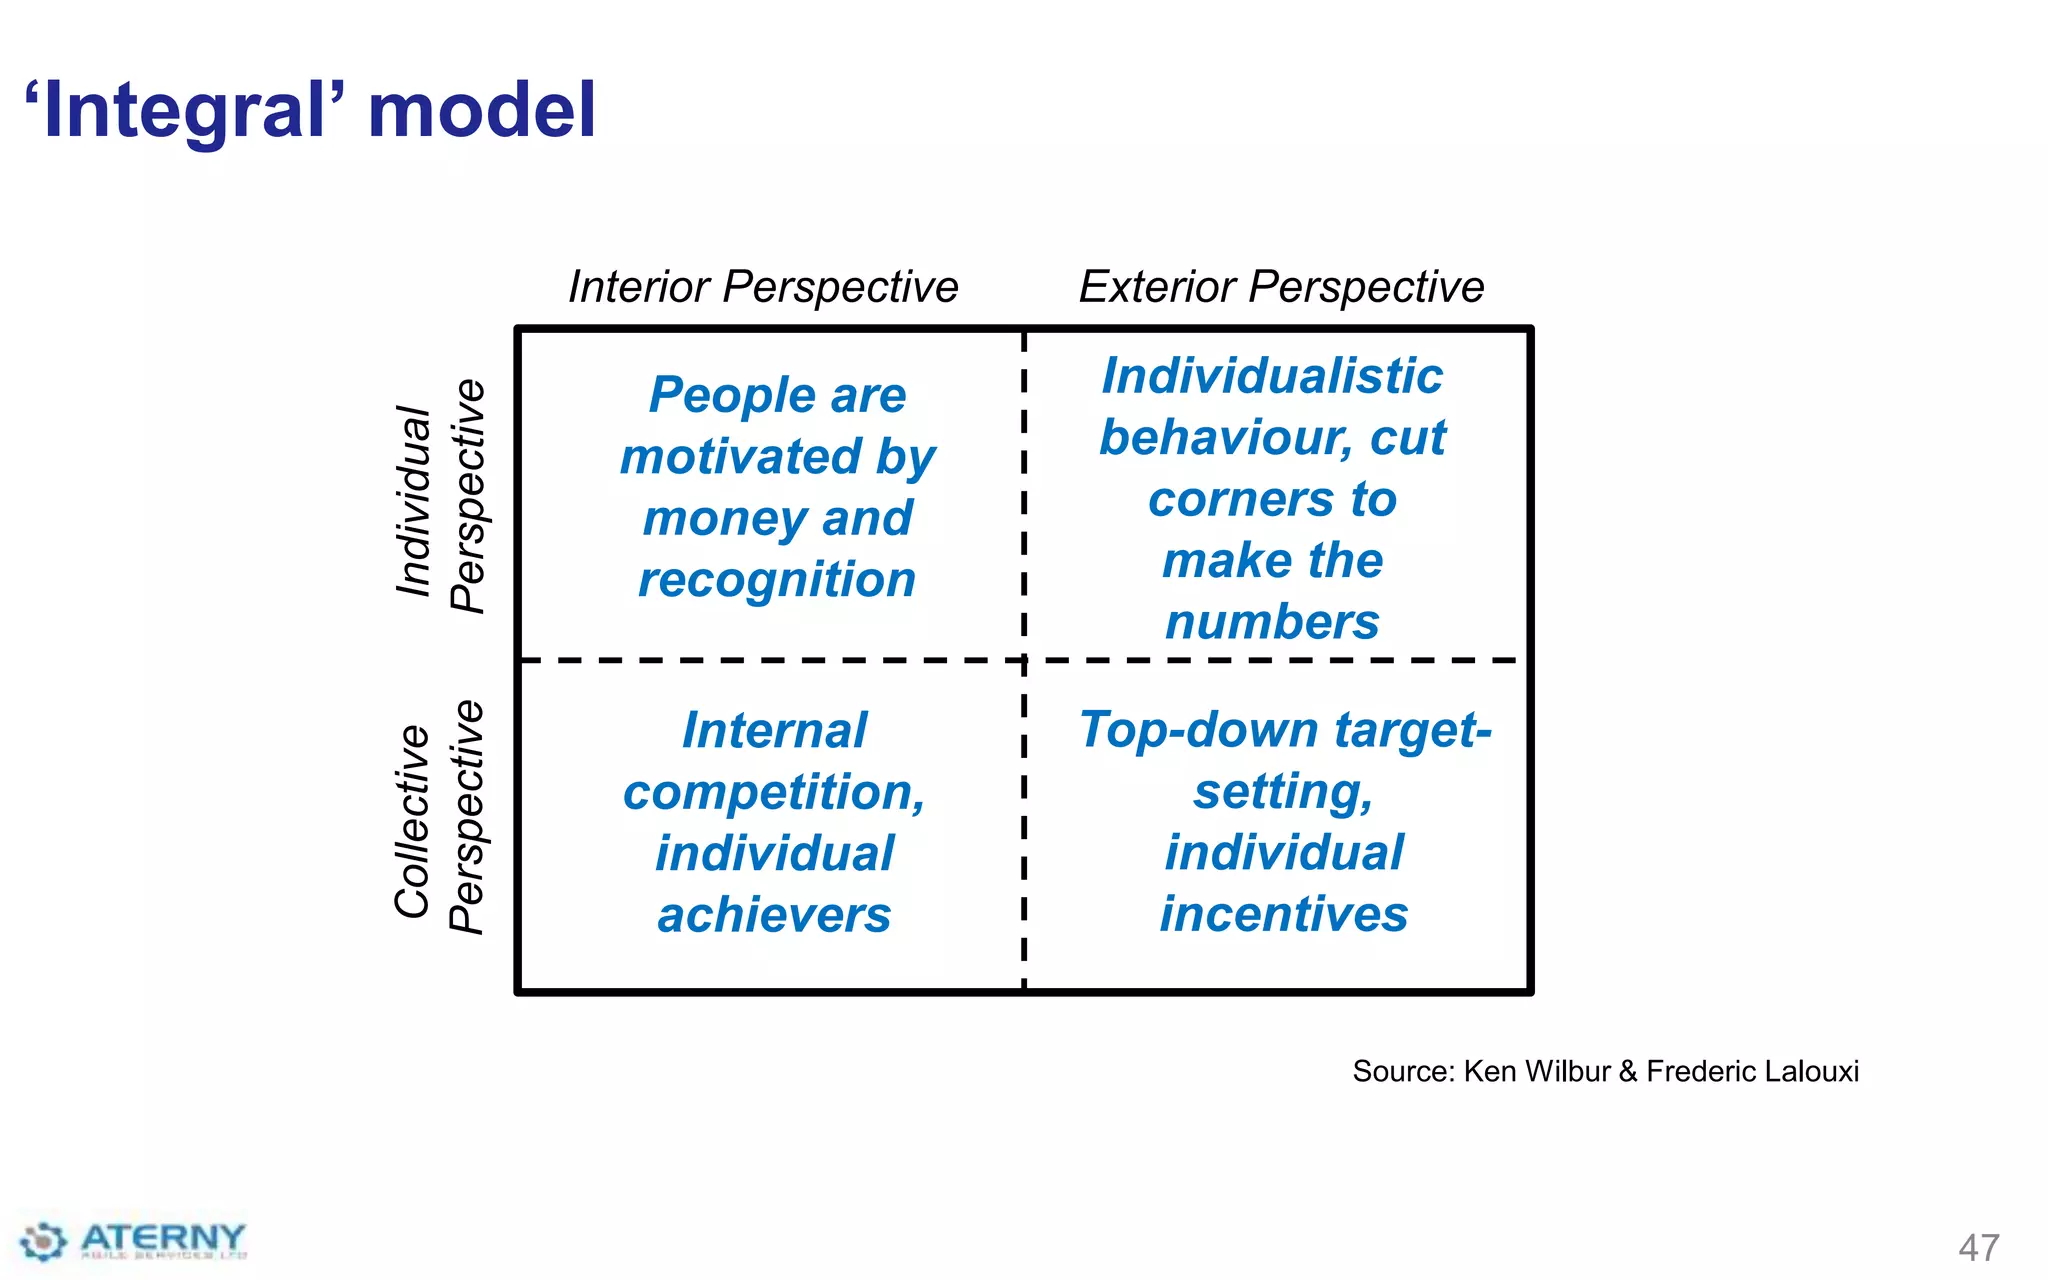 ‘Integral’ model
Interior Perspective
Exterior Perspective
Individual
Perspective
People are
motivated by
money and
recognition
Individualistic
behaviour, cut
corners to
make the
numbers
Collective
Perspective
Internal
competition,
individual
achievers
Top-down target-
setting,
individual
incentives
Source: Ken Wilbur & Frederic Lalouxi
ATERNY
AGILE SERVICES LTD
47